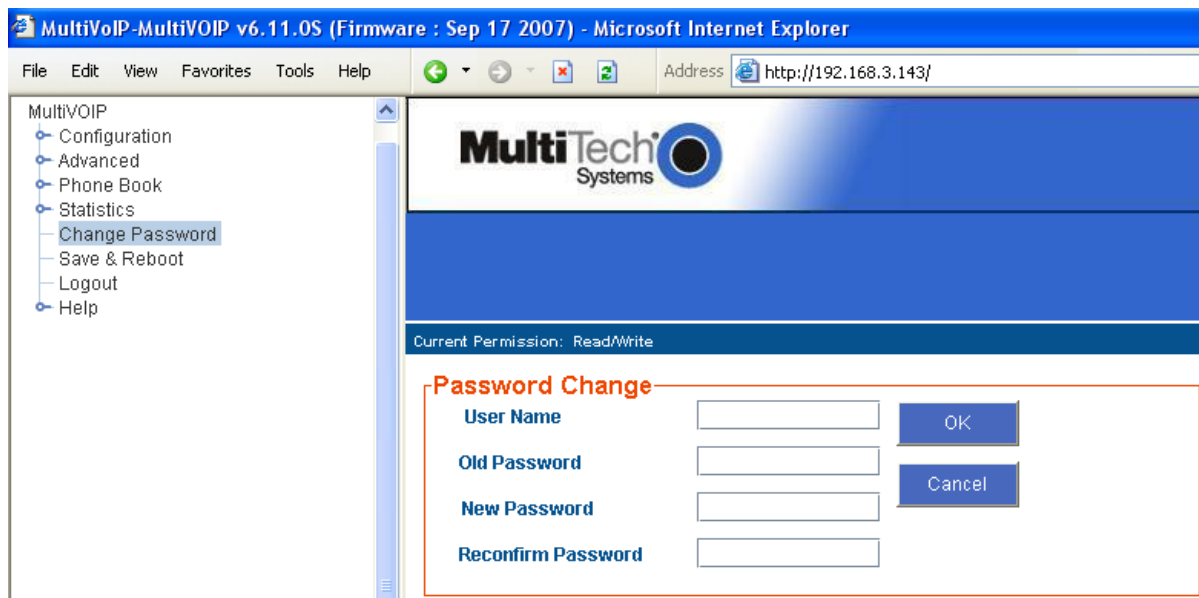 MultiVoIP-MultiVOIP v6.11.0S (Firmware : Sep 17 2007) - Microsoft Internet Explorer
File Edit View Favorites Tools Help Address http://192.168.3.143/
MultiVOIP
Configuration
Advanced
Phone Book
Statistics
Change Password
Save & Reboot
Logout
Help
MultiTech
Systems
Current Permission: Read/Write
Password Change
User Name
OK
Old Password
Cancel
New Password
Reconfirm Password